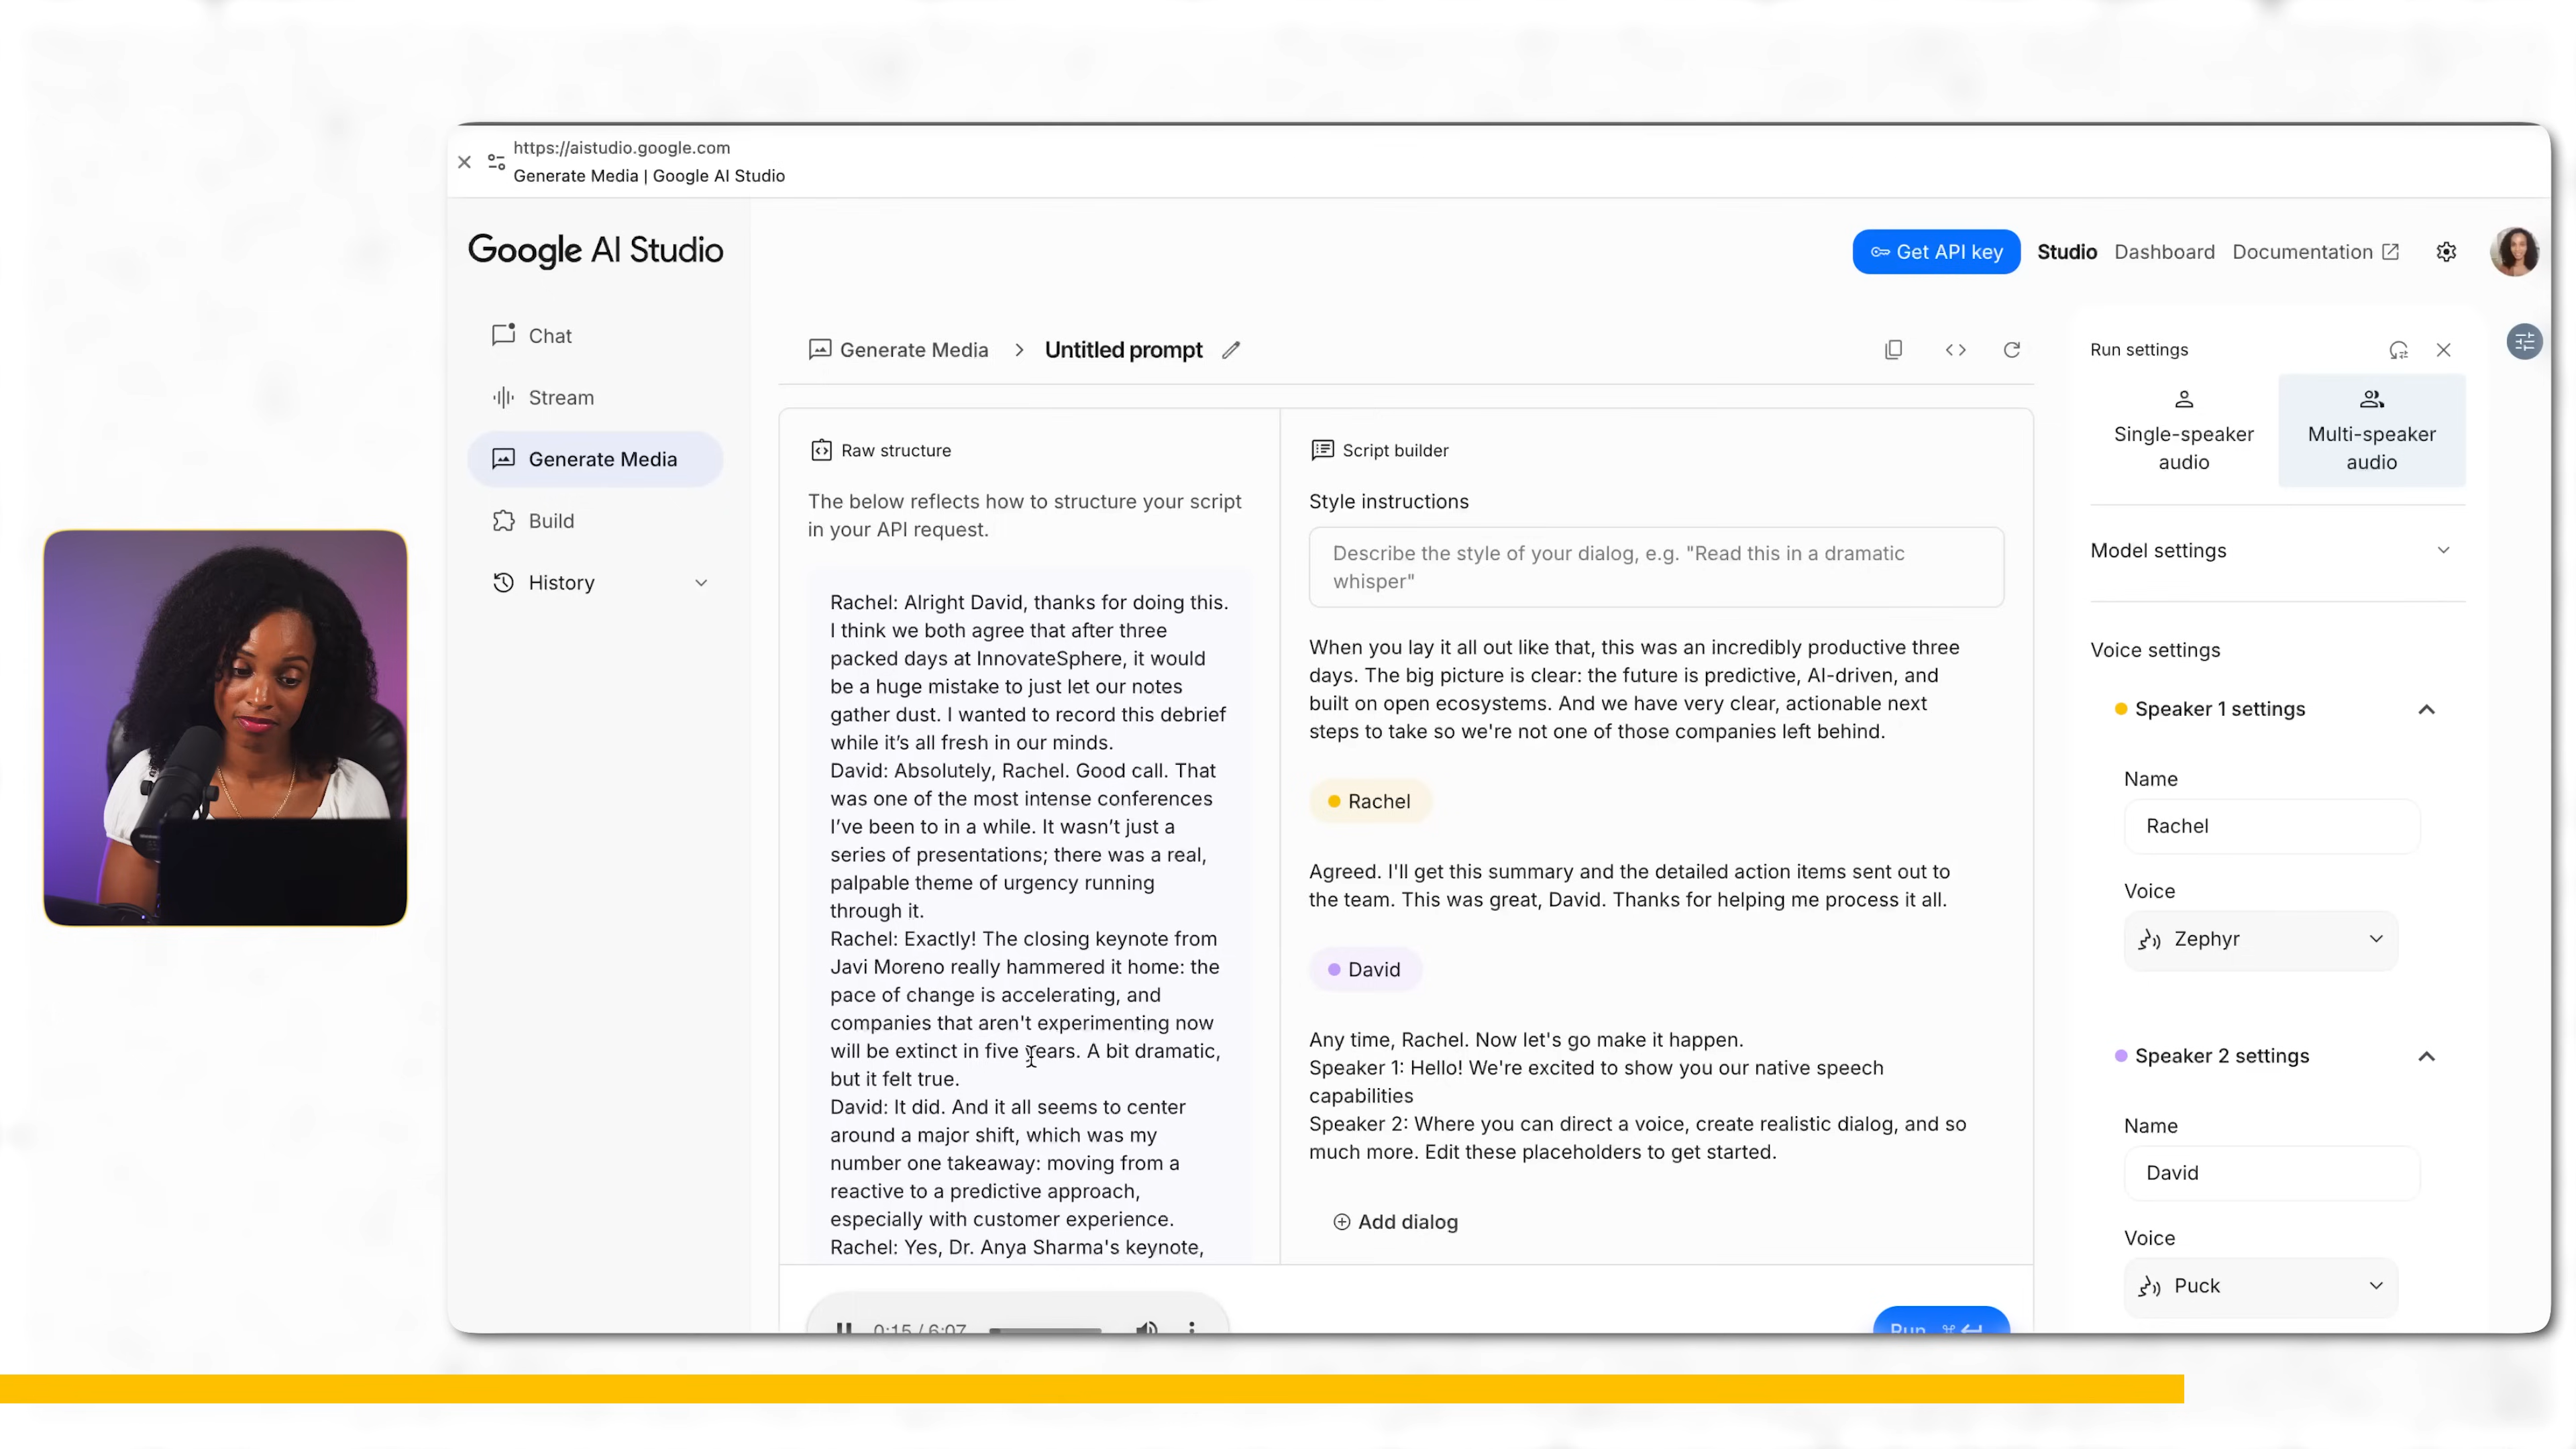 https://aistudio.google.com
Generate Media | Google AI Studio
Google AI Studio
Get API key
Studio
Dashboard
Documentation
Chat
Stream
Generate Media
Build
History
Generate Media > Untitled prompt
Raw structure
The below reflects how to structure your script
in your API request.
Rachel: Alright David, thanks for doing this.
I think we both agree that after three
packed days at InnovateSphere, it would
be a huge mistake to just let our notes
gather dust. I wanted to record this debrief
while it’s all fresh in our minds.
David: Absolutely, Rachel. Good call. That
was one of the most intense conferences
I’ve been to in a while. It wasn’t just a
series of presentations; there was a real,
palpable theme of urgency running
through it.
Rachel: Exactly! The closing keynote from
Javi Moreno really hammered it home: the
pace of change is accelerating, and
companies that aren't experimenting now
will be extinct in five years. A bit dramatic,
but it felt true.
David: It did. And it all seems to center
around a major shift, which was my
number one takeaway: moving from a
reactive to a predictive approach,
especially with customer experience.
Rachel: Yes, Dr. Anya Sharma's keynote,
Script builder
Style instructions
Describe the style of your dialog, e.g. "Read this in a dramatic
whisper"
When you lay it all out like that, this was an incredibly productive three
days. The big picture is clear: the future is predictive, AI-driven, and
built on open ecosystems. And we have very clear, actionable next
steps to take so we're not one of those companies left behind.
Rachel
Agreed. I'll get this summary and the detailed action items sent out to
the team. This was great, David. Thanks for helping me process it all.
David
Any time, Rachel. Now let's go make it happen.
Speaker 1: Hello! We're excited to show you our native speech
capabilities
Speaker 2: Where you can direct a voice, create realistic dialog, and so
much more. Edit these placeholders to get started.
Add dialog
0:15 / 6:07
Run ⌘
Run settings
Single-speaker
audio
Multi-speaker
audio
Model settings
Voice settings
Speaker 1 settings
Name
Rachel
Voice
Zephyr
Speaker 2 settings
Name
David
Voice
Puck